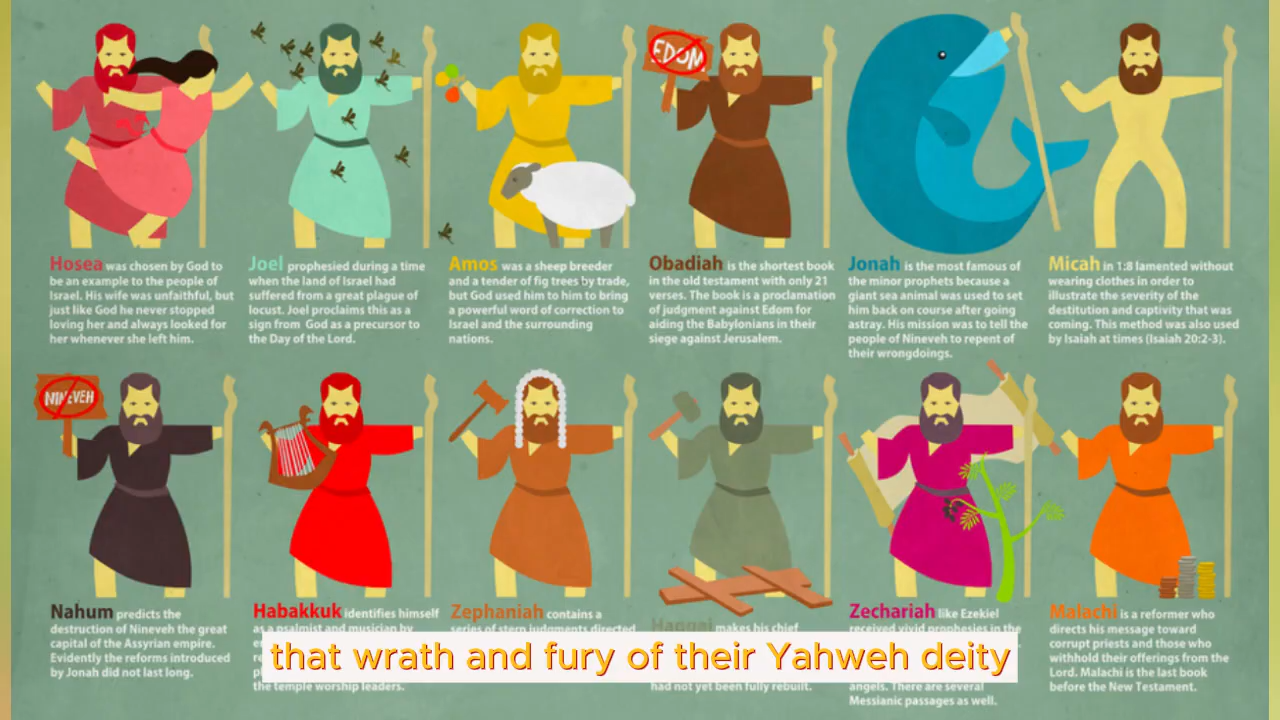 EDOM
Hosea was chosen by God to
be an example to the people of
Israel. His wife was unfaithful, but
just like God he never stopped
loving her and always looked for
her whenever she left him.
Joel prophesied during a time
when the land of Israel had
suffered from a great plague of
locust. Joel proclaims this as a
sign from God as a precursor to
the Day of the Lord.
Amos was a sheep breeder
and a tender of fig trees by trade,
but God used him to him to bring
a powerful word of correction to
Israel and the surrounding
nations.
Obadiah is the shortest book
in the old testament with only 21
verses. The book is a proclamation
of judgment against Edom for
aiding the Babylonians in their
siege against Jerusalem.
Jonah is the most famous of
the minor prophets because a
giant sea animal was used to set
him back on course after going
astray. His mission was to tell the
people of Nineveh to repent of
their wrongdoings.
Micah in 1:8 lamented without
wearing clothes in order to
illustrate the severity of the
destitution and captivity that was
coming. This method was also used
by Isaiah at times (Isaiah 20:2-3).
NINEVEH
Nahum predicts the
destruction of Nineveh the great
capital of the Assyrian empire.
Evidently the reforms introduced
by Jonah did not last long.
Habakkuk identifies himself
as a psalmist and musician by
the temple worship leaders.
Zephaniah contains a
series of stern judgments directed
Haggai makes his chief
had not yet been fully rebuilt.
Zechariah like Ezekiel
received vivid prophesies in the
angels. There are several
Messianic passages as well.
Malachi is a reformer who
directs his message toward
corrupt priests and those who
withhold their offerings from the
Lord. Malachi is the last book
before the New Testament.
that wrath and fury of their Yahweh deity